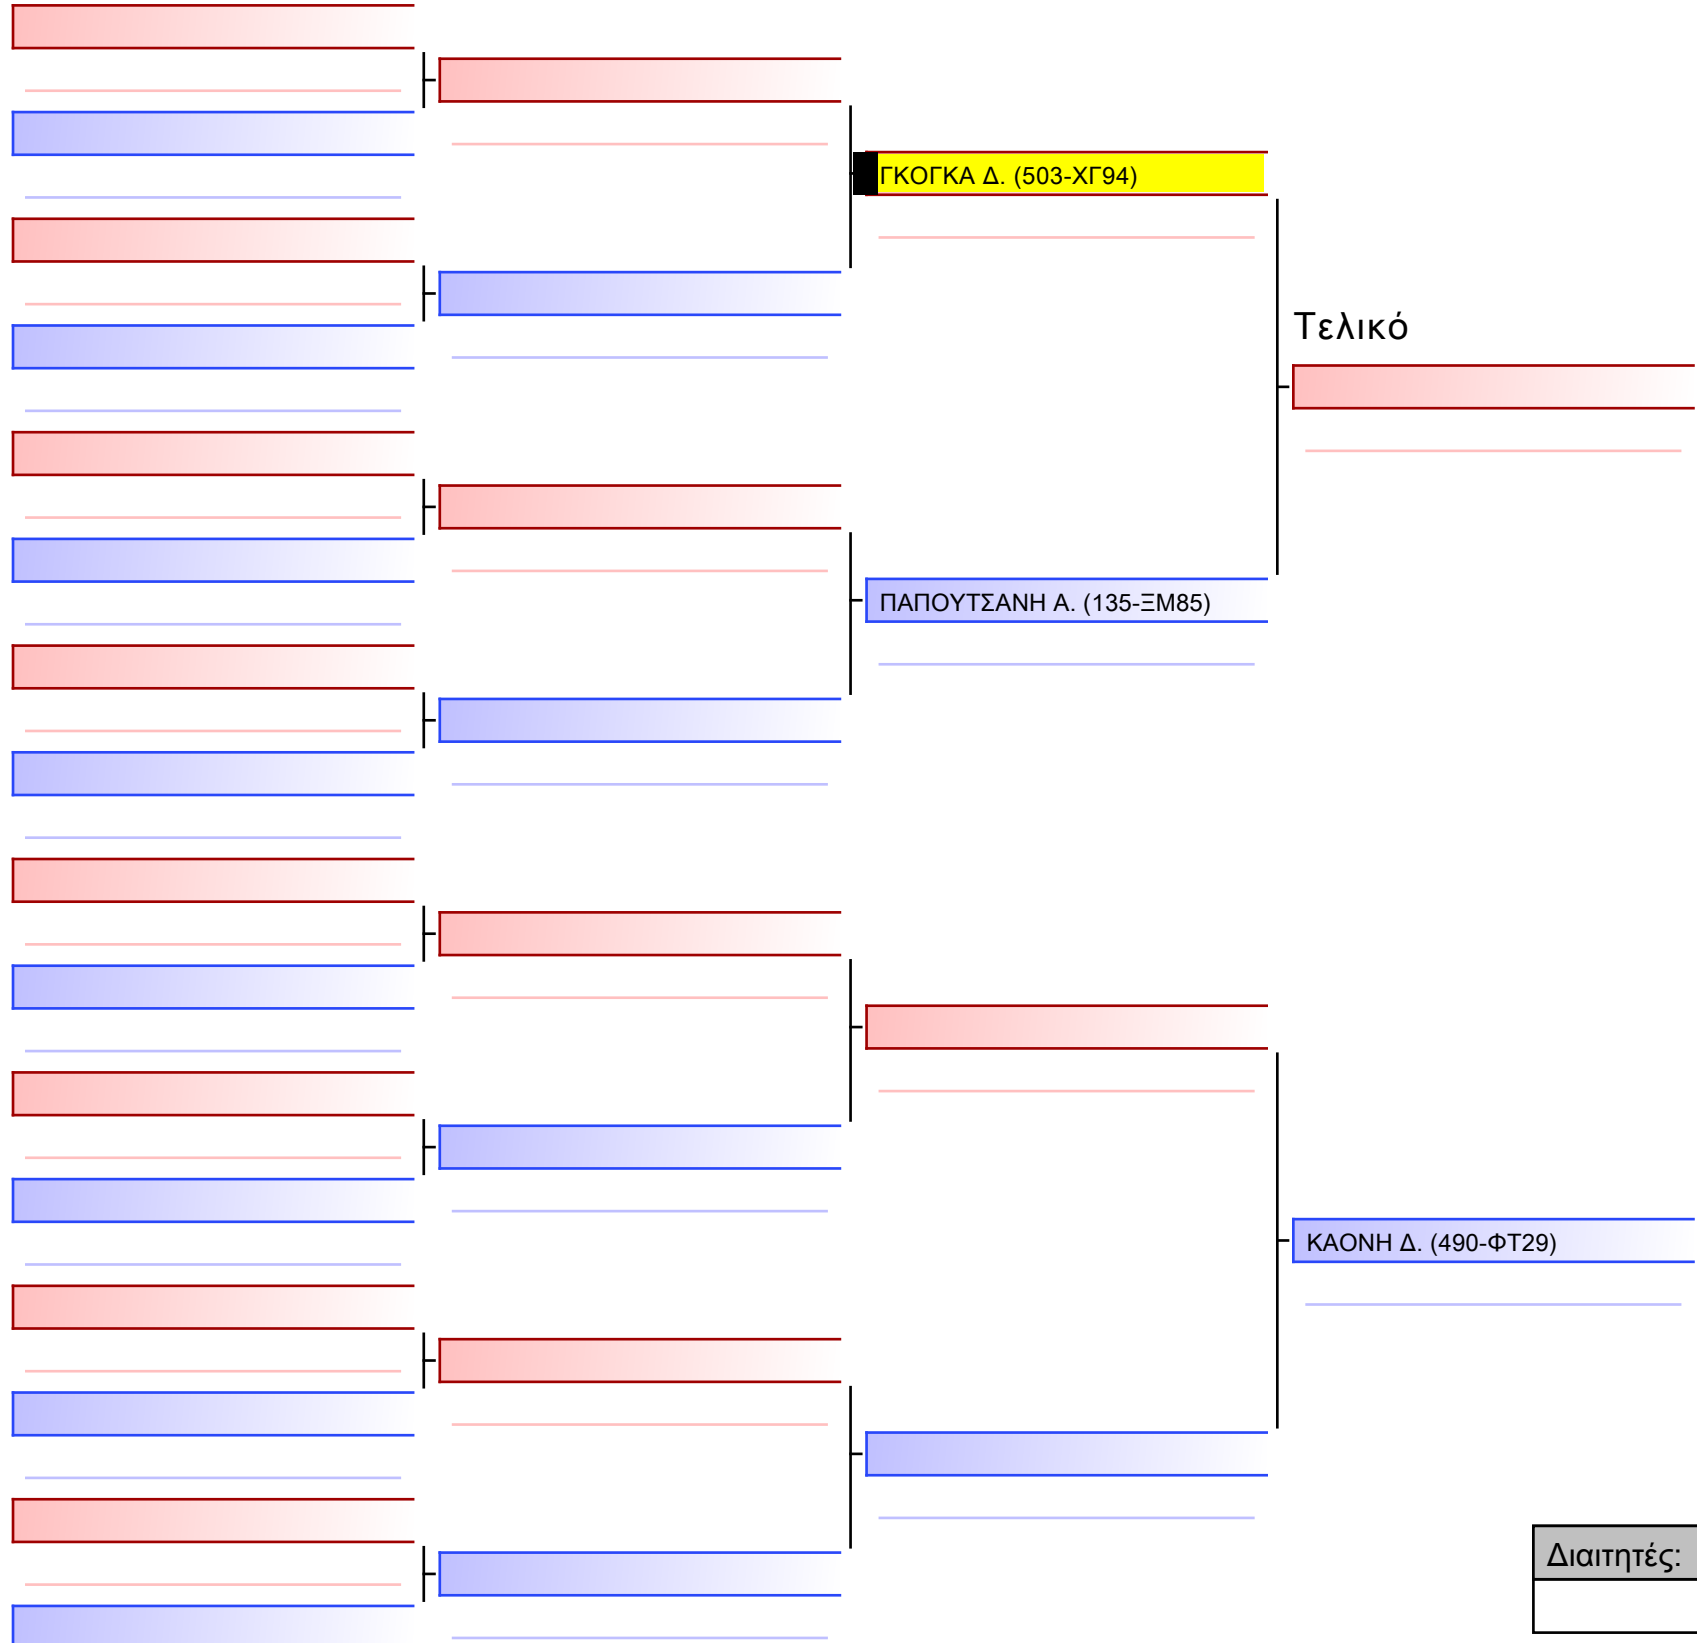 ΓΚΟΓΚΑ Δ. (503-ΧΓ94)
Τελικό
ΠΑΠΟΥΤΣΑΝΗ Α. (135-ΞΜ85)
ΚΑΟΝΗ Δ. (490-ΦΤ29)
Διαιτητές: